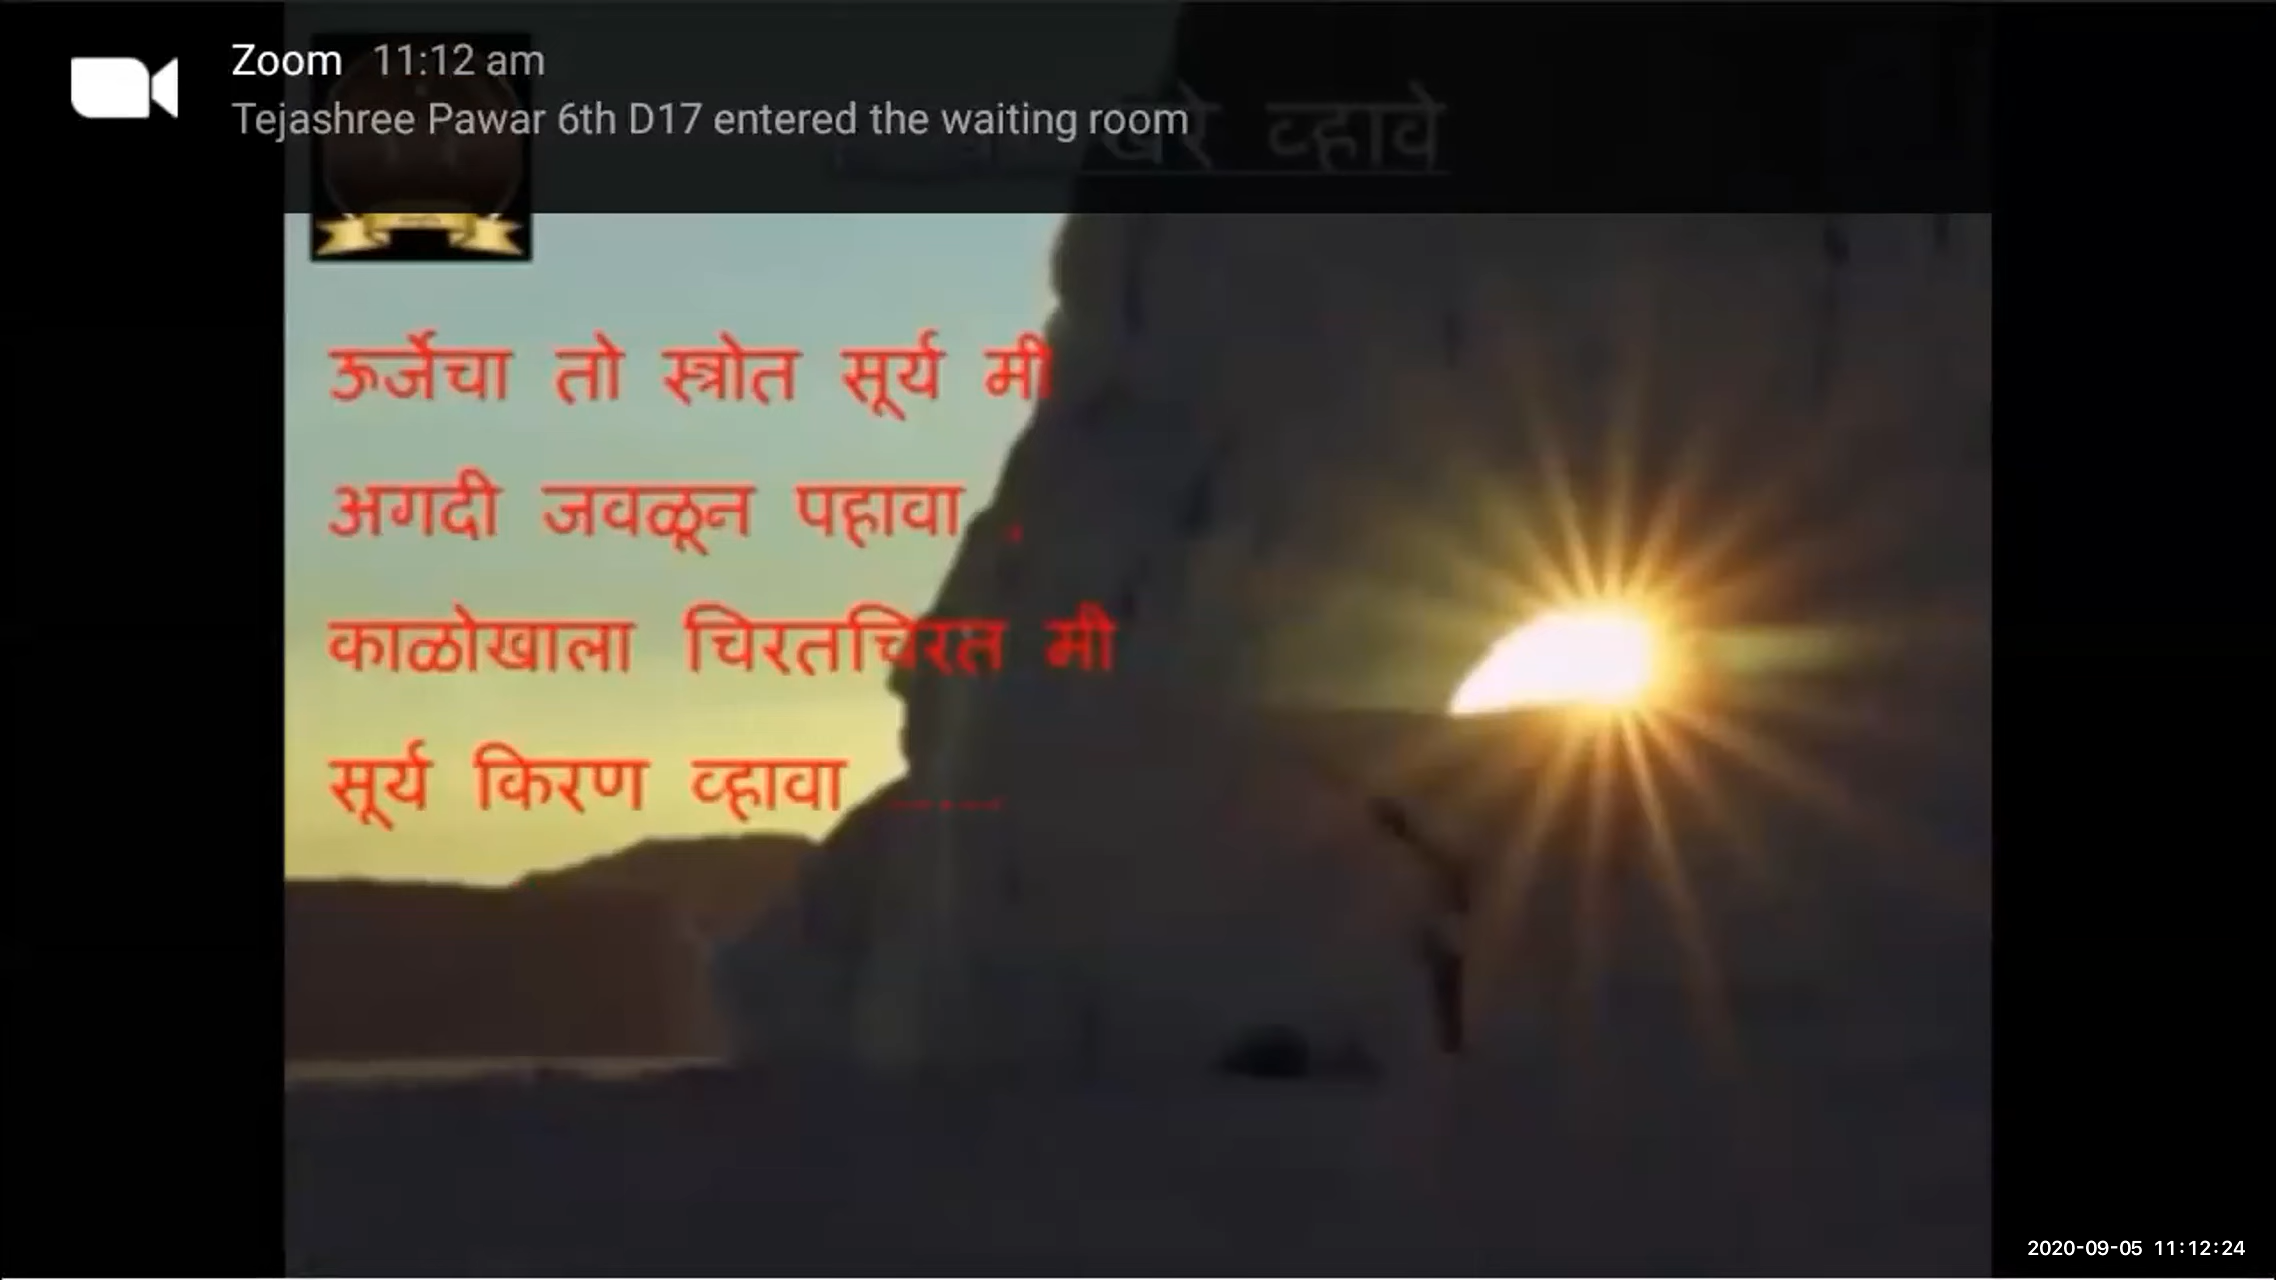 Zoom 11:12 am
Tejashree Pawar 6th D17 entered the waiting room
खरे व्हावे
ऊर्जेचा तो स्त्रोत सूर्य मी
अगदी जवळून पहावा .
काळोखाला चिरतचिरत मी
सूर्य किरण व्हावा
2020-09-05 11:12:24